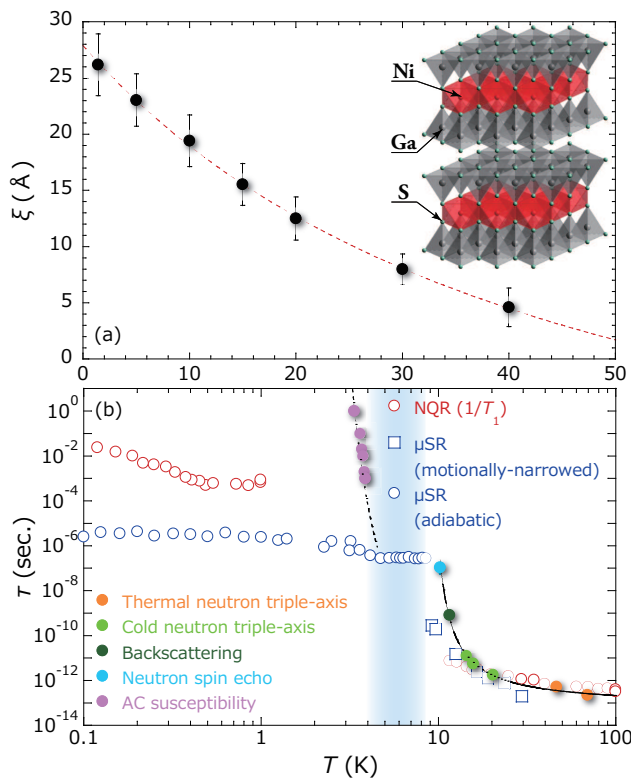 30
25
20
15
10
5
0
ξ (Å)
(a)
Ni
Ga
S
0 10 20 30 40 50
(b)
10⁰
10⁻²
10⁻⁴
10⁻⁶
10⁻⁸
10⁻¹⁰
10⁻¹²
10⁻¹⁴
τ (sec.)
NQR (1/T₁)
μSR
(motionally-narrowed)
μSR
(adiabatic)
Thermal neutron triple-axis
Cold neutron triple-axis
Backscattering
Neutron spin echo
AC susceptibility
0.1 1 10 100
T (K)